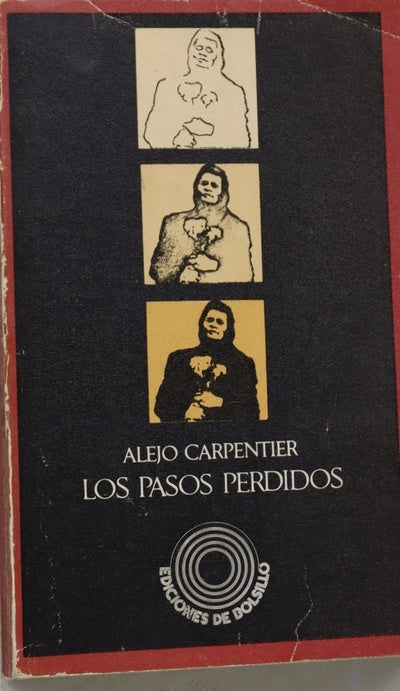 ALEJO CARPENTIER
LOS PASOS PERDIDOS
EDICIONES DE BOLSILLO